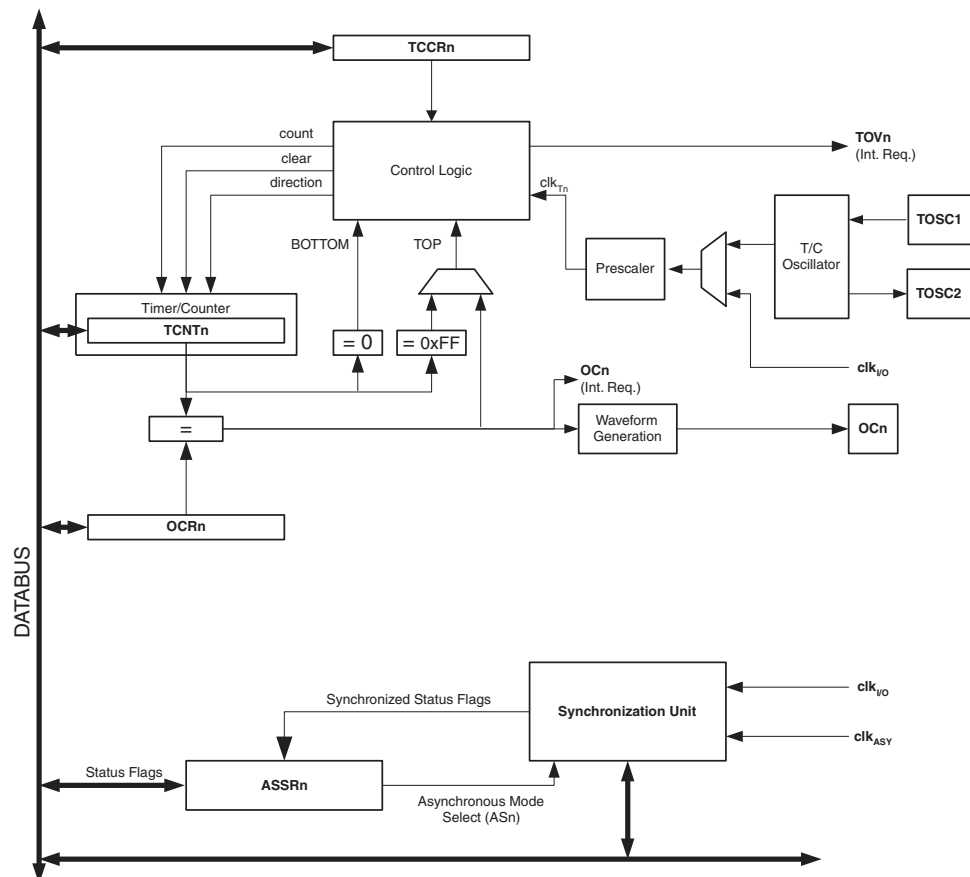 TCCRn
count
clear
direction
Control Logic
TOVn
(Int. Req.)
clkTn
BOTTOM
TOP
TOSC1
T/C
Oscillator
Prescaler
TOSC2
Timer/Counter
TCNTn
= 0
= 0xFF
clkI/O
OCn
(Int. Req.)
=
Waveform
Generation
OCn
OCRn
DATABUS
Synchronized Status Flags
Synchronization Unit
clkI/O
clkASY
Status Flags
ASSRn
Asynchronous Mode
Select (ASn)